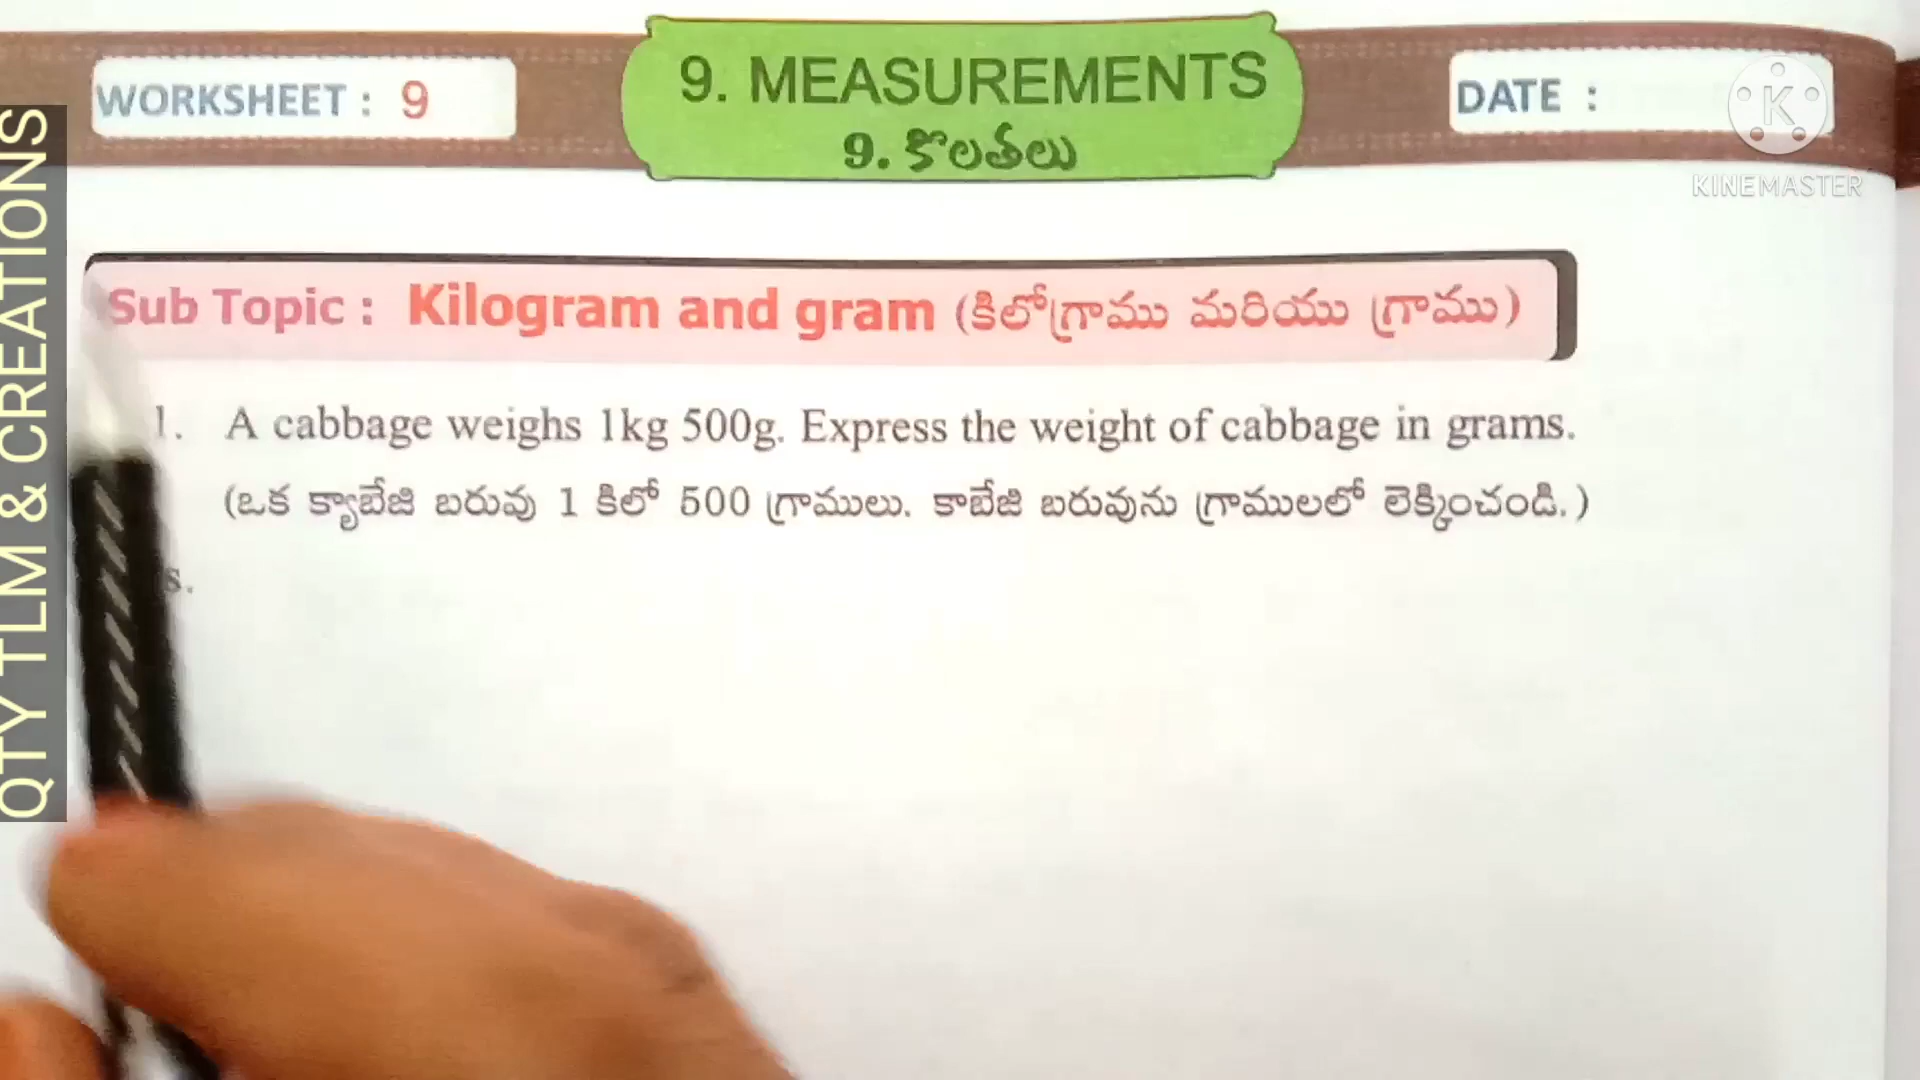 WORKSHEET : 9
9. MEASUREMENTS
9. కొలతలు
DATE :
KINEMASTER
QTY TLM & CREATIONS
Sub Topic : Kilogram and gram (కిలోగ్రాము మరియు గ్రాము)
1. A cabbage weighs 1kg 500g. Express the weight of cabbage in grams.
(ఒక క్యాబేజి బరువు 1 కిలో 500 గ్రాములు. కాబేజి బరువును గ్రాములలో లెక్కించండి.)
s.